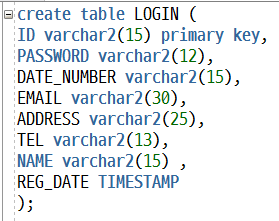 create table LOGIN (
ID varchar2(15) primary key,
PASSWORD varchar2(12),
DATE_NUMBER varchar2(15),
EMAIL varchar2(30),
ADDRESS varchar2(25),
TEL varchar2(13),
NAME varchar2(15) ,
REG_DATE TIMESTAMP
);